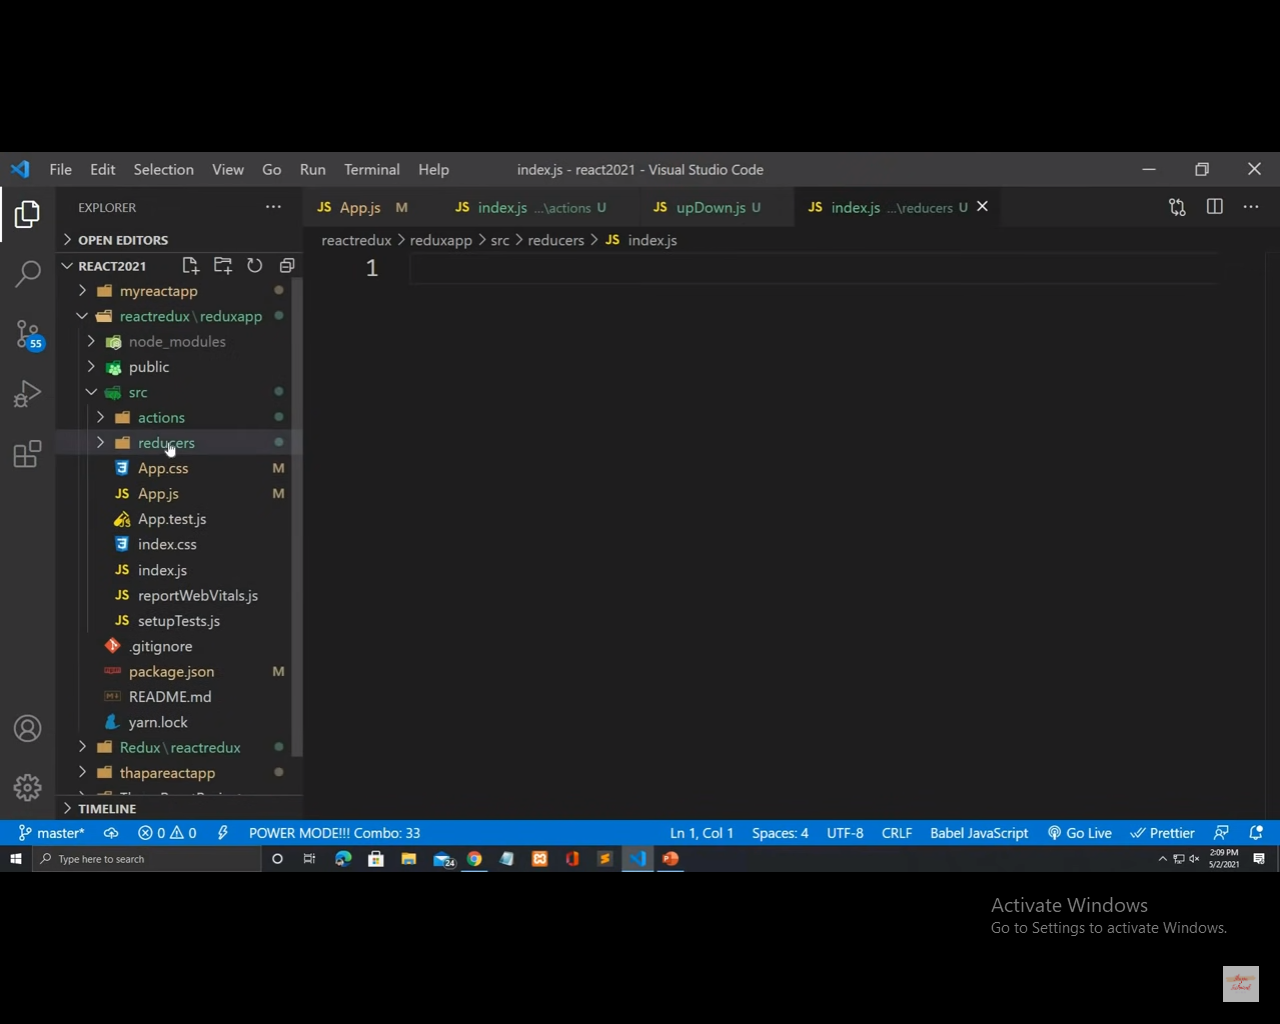 File Edit Selection View Go Run Terminal Help index.js - react2021 - Visual Studio Code
EXPLORER
JS App.js M JS index.js ...\actions U JS upDown.js U JS index.js ...\reducers U
OPEN EDITORS
reactredux > reduxapp > src > reducers > JS index.js
REACT2021
1
myreactapp
reactredux\reduxapp
node_modules
55
public
src
actions
reducers
App.css M
JS App.js M
App.test.js
index.css
JS index.js
JS reportWebVitals.js
JS setupTests.js
.gitignore
package.json M
README.md
yarn.lock
Redux\reactredux
thapareactapp
TIMELINE
master* 0 0 POWER MODE!!! Combo: 33 Ln 1, Col 1 Spaces: 4 UTF-8 CRLF Babel JavaScript Go Live Prettier
Type here to search 24 2:09 PM
5/2/2021
Activate Windows
Go to Settings to activate Windows.